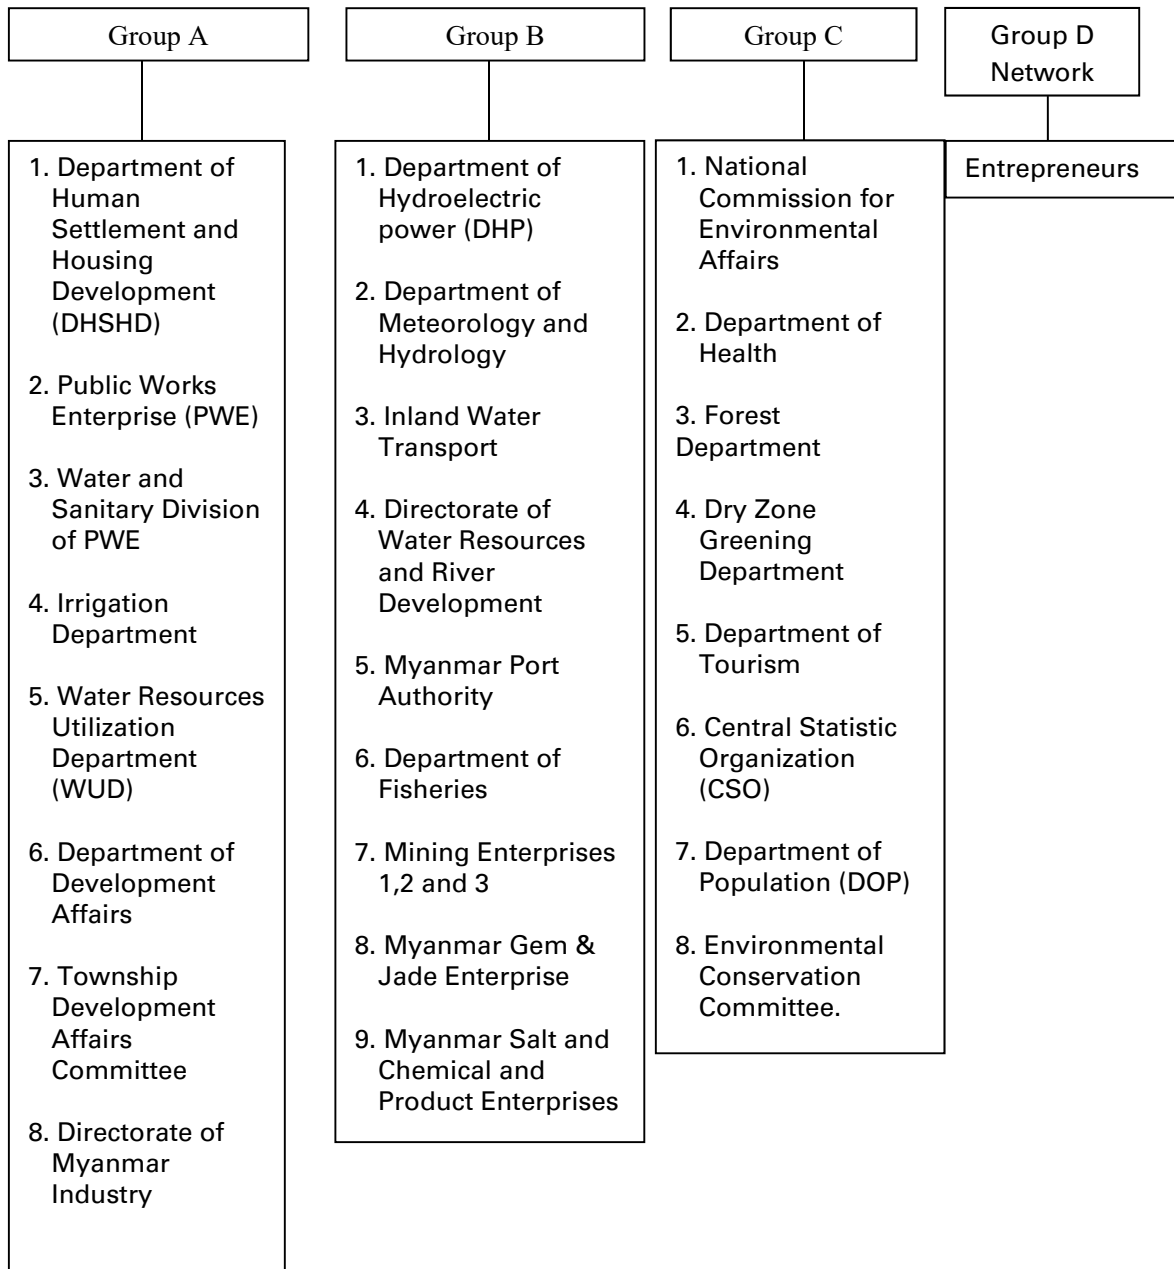 Group A
1. Department of
Human
Settlement and
Housing
Development
(DHSHD)
2. Public Works
Enterprise (PWE)
3. Water and
Sanitary Division
of PWE
4. Irrigation
Department
5. Water Resources
Utilization
Department
(WUD)
6. Department of
Development
Affairs
7. Township
Development
Affairs
Committee
8. Directorate of
Myanmar
Industry
Group B
1. Department of
Hydroelectric
power (DHP)
2. Department of
Meteorology and
Hydrology
3. Inland Water
Transport
4. Directorate of
Water Resources
and River
Development
5. Myanmar Port
Authority
6. Department of
Fisheries
7. Mining Enterprises
1,2 and 3
8. Myanmar Gem &
Jade Enterprise
9. Myanmar Salt and
Chemical and
Product Enterprises
Group C
1. National
Commission for
Environmental
Affairs
2. Department of
Health
3. Forest
Department
4. Dry Zone
Greening
Department
5. Department of
Tourism
6. Central Statistic
Organization
(CSO)
7. Department of
Population (DOP)
8. Environmental
Conservation
Committee.
Group D
Network
Entrepreneurs